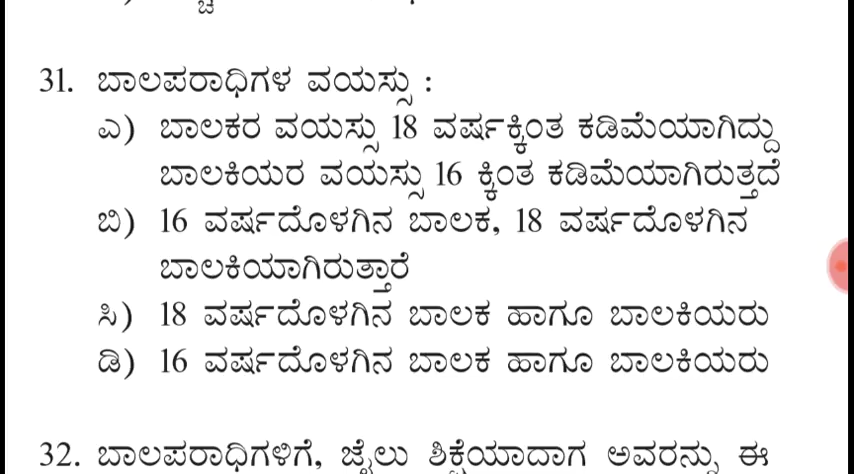 31. ಬಾಲಪರಾಧಿಗಳ ವಯಸ್ಸು :
ಎ) ಬಾಲಕರ ವಯಸ್ಸು 18 ವರ್ಷಕ್ಕಿಂತ ಕಡಿಮೆಯಾಗಿದ್ದು
ಬಾಲಕಿಯರ ವಯಸ್ಸು 16 ಕ್ಕಿಂತ ಕಡಿಮೆಯಾಗಿರುತ್ತದೆ
ಬಿ) 16 ವರ್ಷದೊಳಗಿನ ಬಾಲಕ, 18 ವರ್ಷದೊಳಗಿನ
ಬಾಲಕಿಯಾಗಿರುತ್ತಾರೆ
ಸಿ) 18 ವರ್ಷದೊಳಗಿನ ಬಾಲಕ ಹಾಗೂ ಬಾಲಕಿಯರು
ಡಿ) 16 ವರ್ಷದೊಳಗಿನ ಬಾಲಕ ಹಾಗೂ ಬಾಲಕಿಯರು
32. ಬಾಲಪರಾಧಿಗಳಿಗೆ, ಜೈಲು ಶಿಕ್ಷೆಯಾದಾಗ ಅವರನ್ನು ಈ